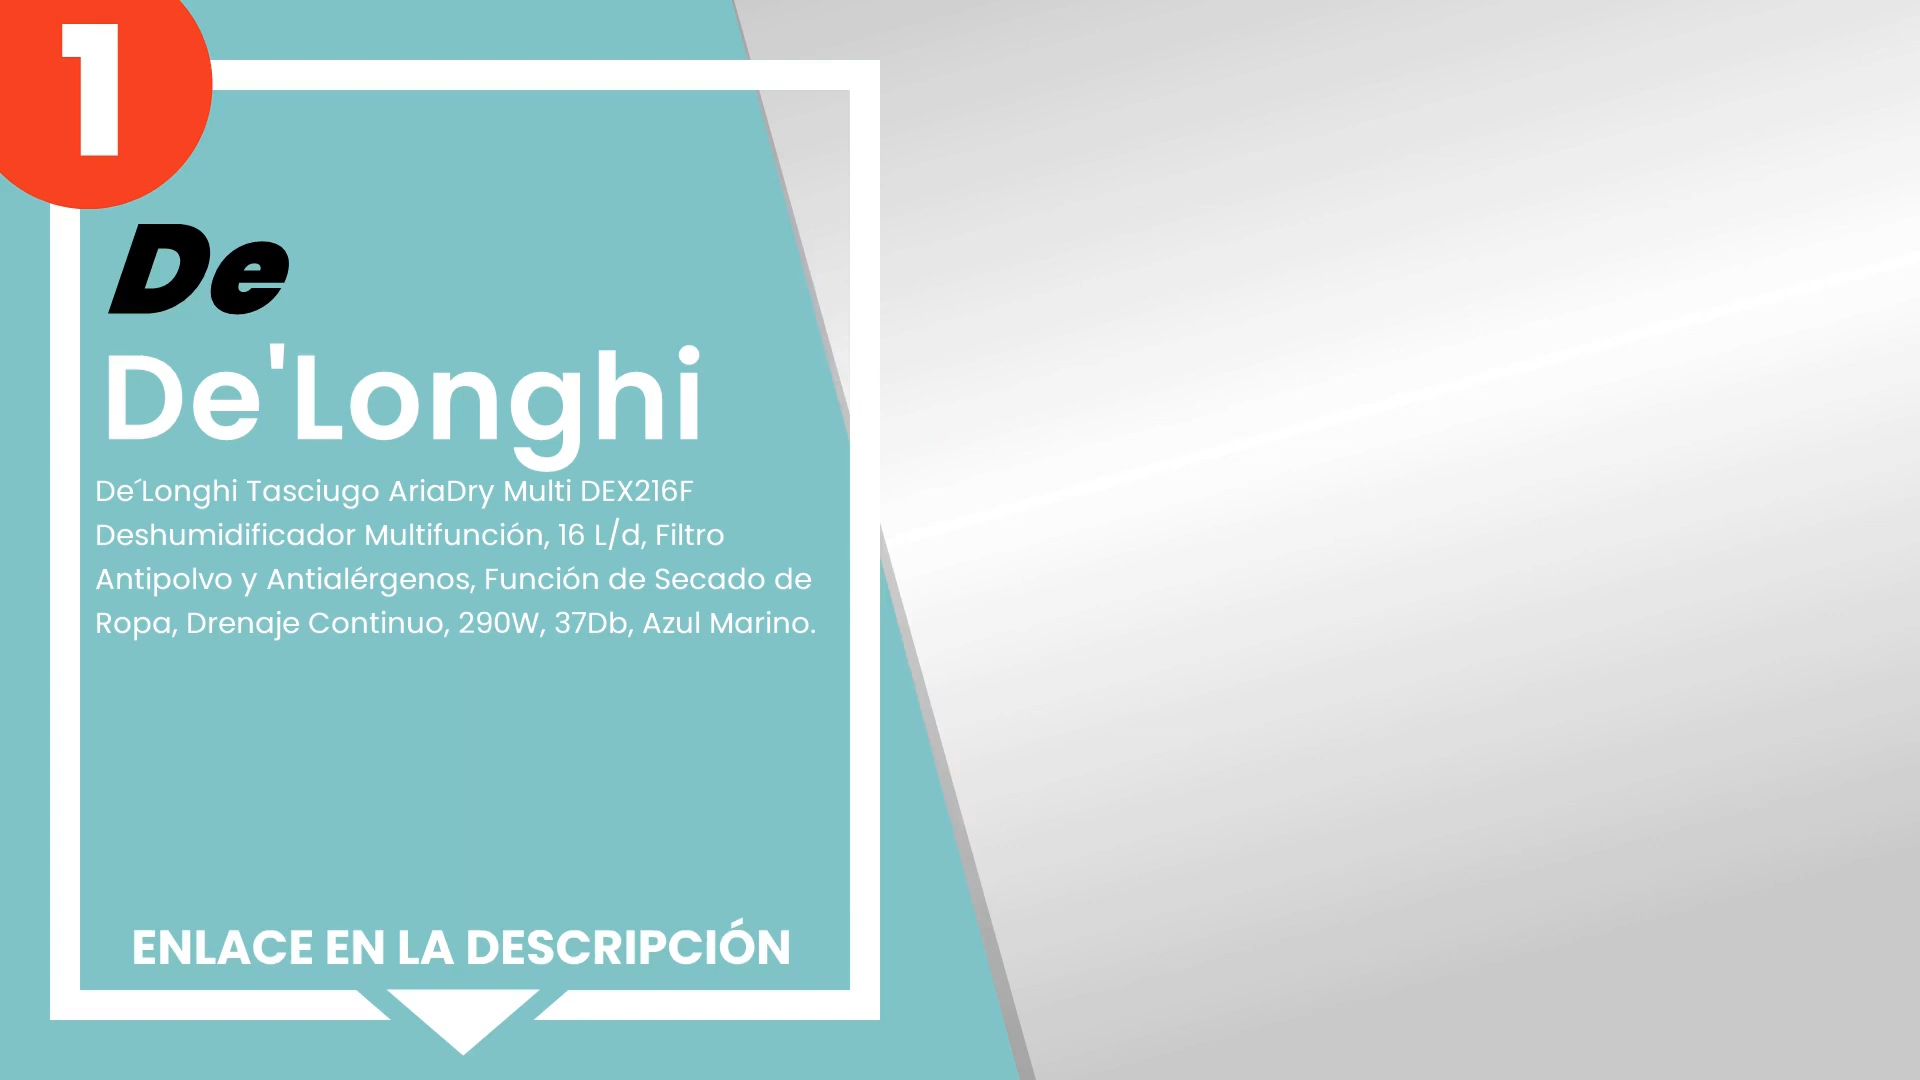 1
De
De'Longhi
De´Longhi Tasciugo AriaDry Multi DEX216F
Deshumidificador Multifunción, 16 L/d, Filtro
Antipolvo y Antialérgenos, Función de Secado de
Ropa, Drenaje Continuo, 290W, 37Db, Azul Marino.
ENLACE EN LA DESCRIPCIÓN